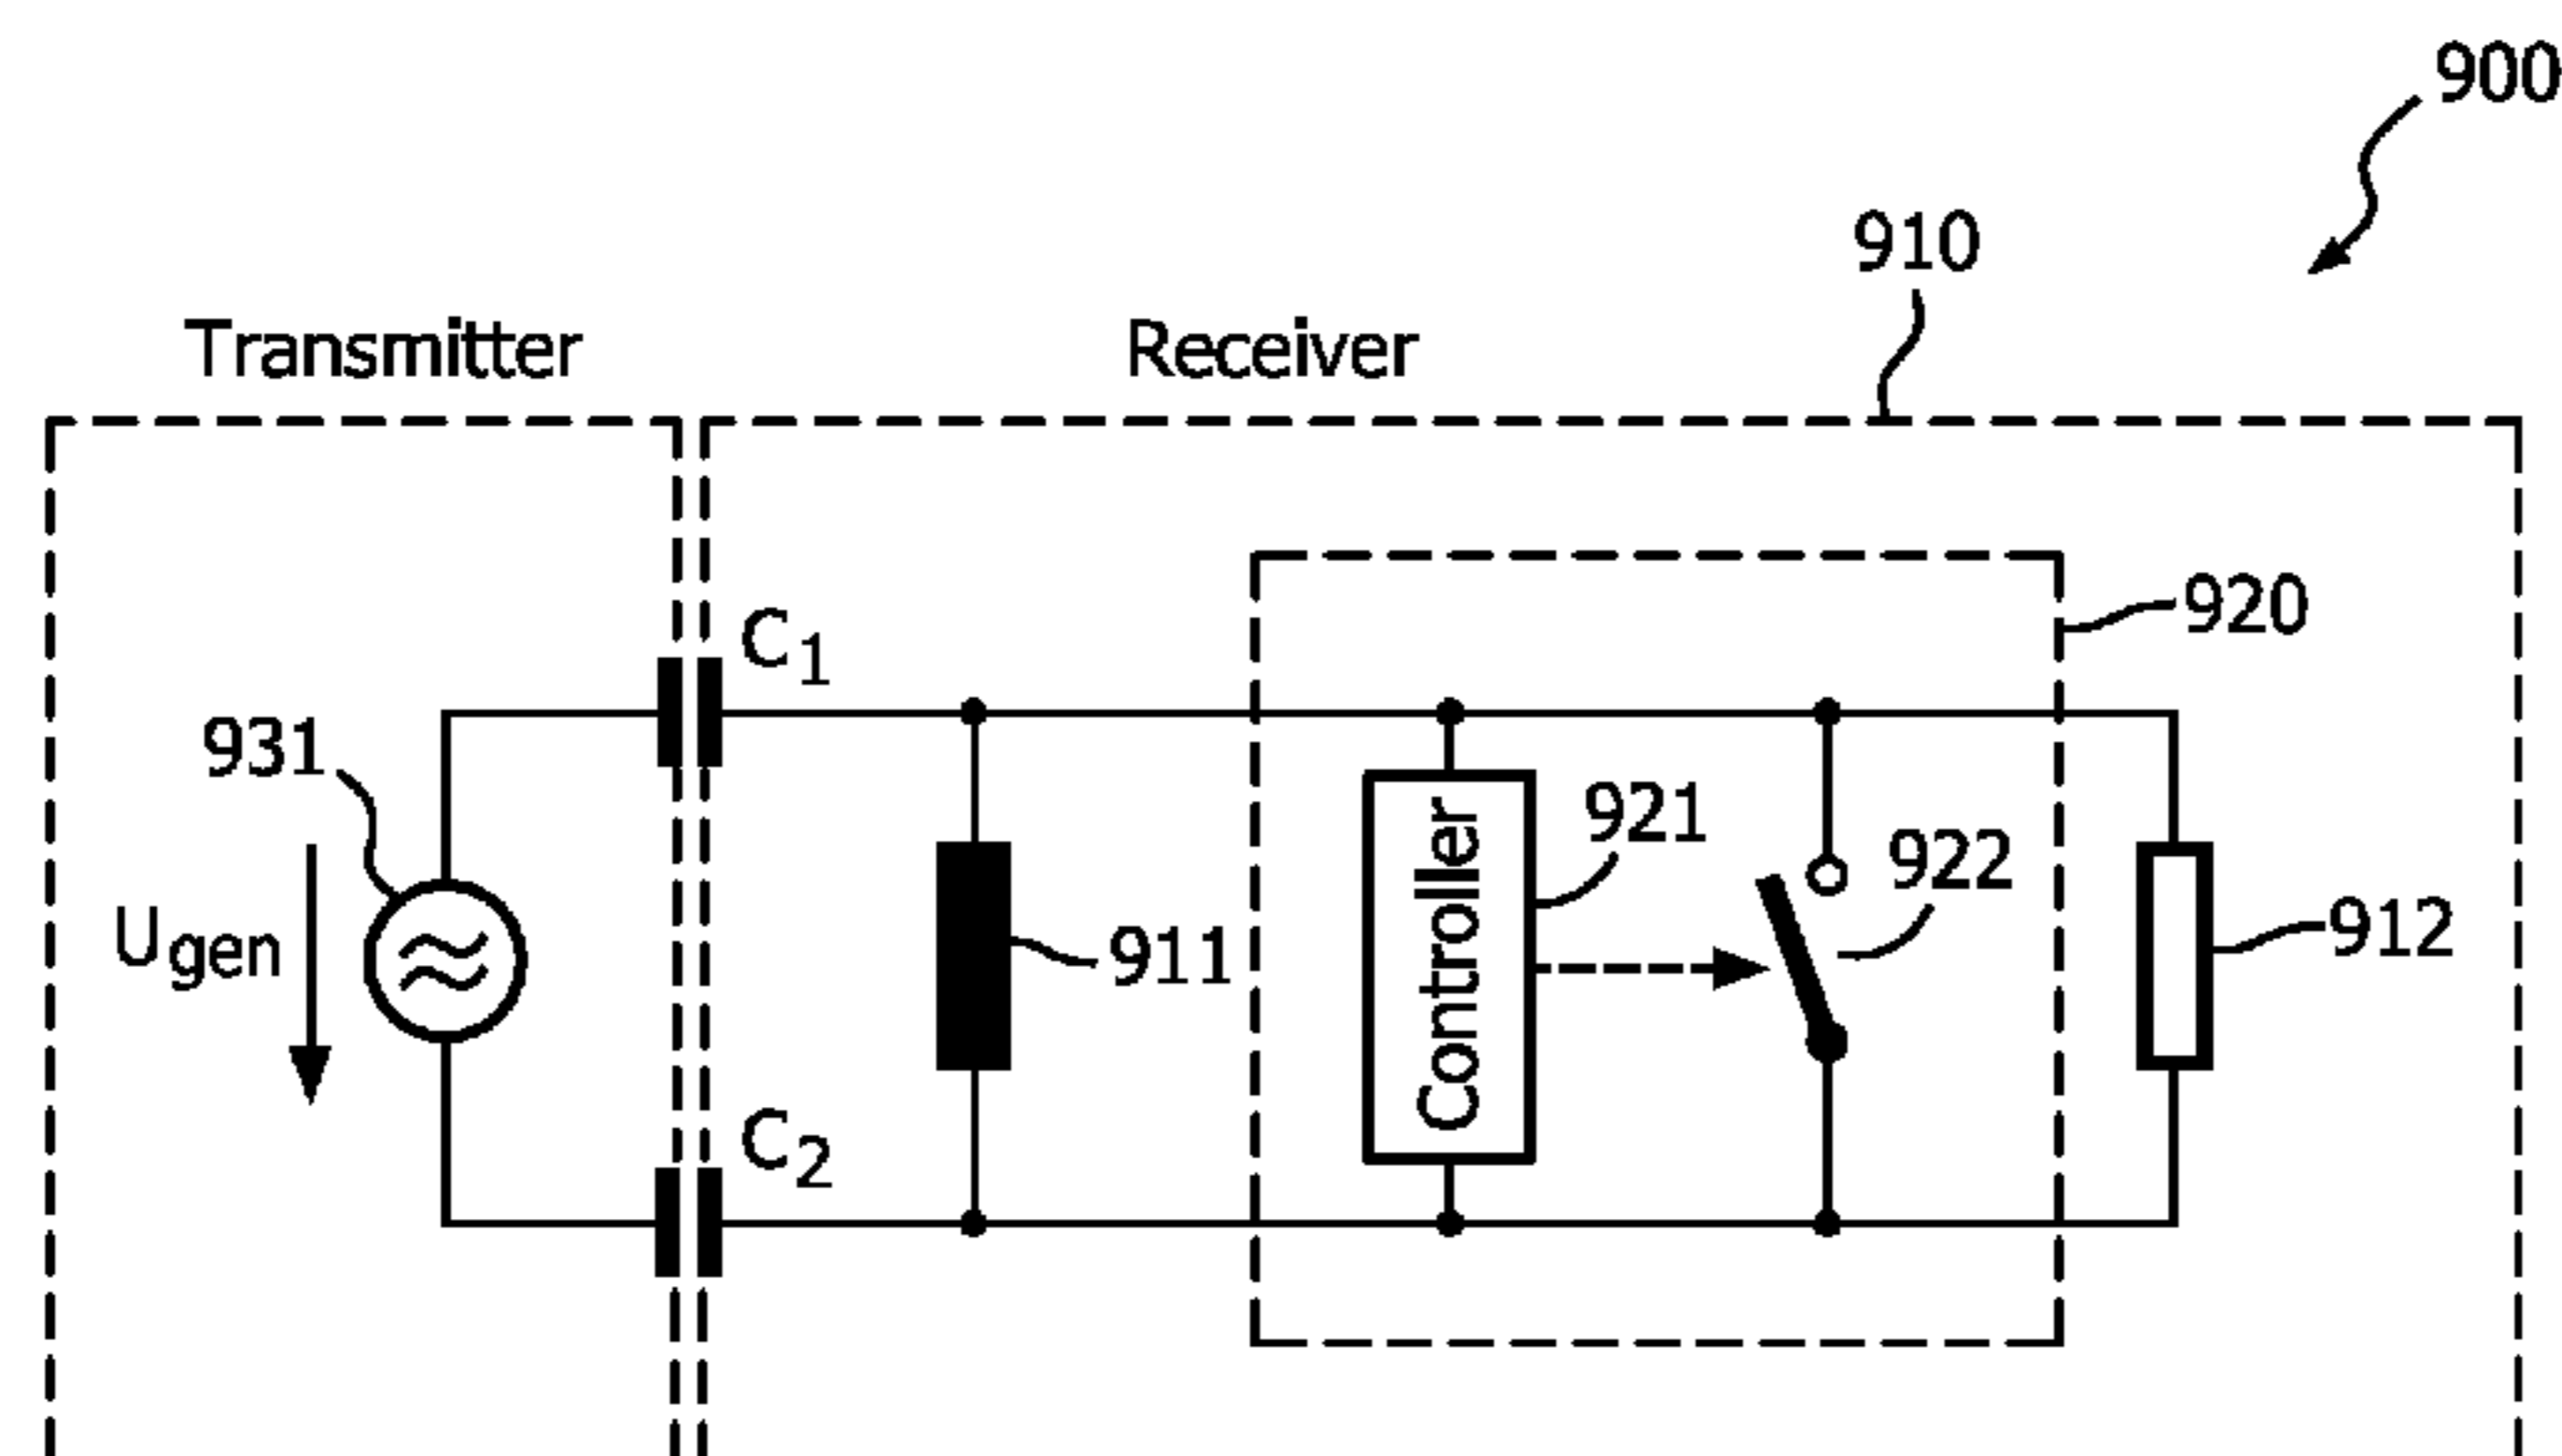 900
910
Transmitter
Receiver
920
C1
931
921
922
Controller
Ugen
911
912
C2